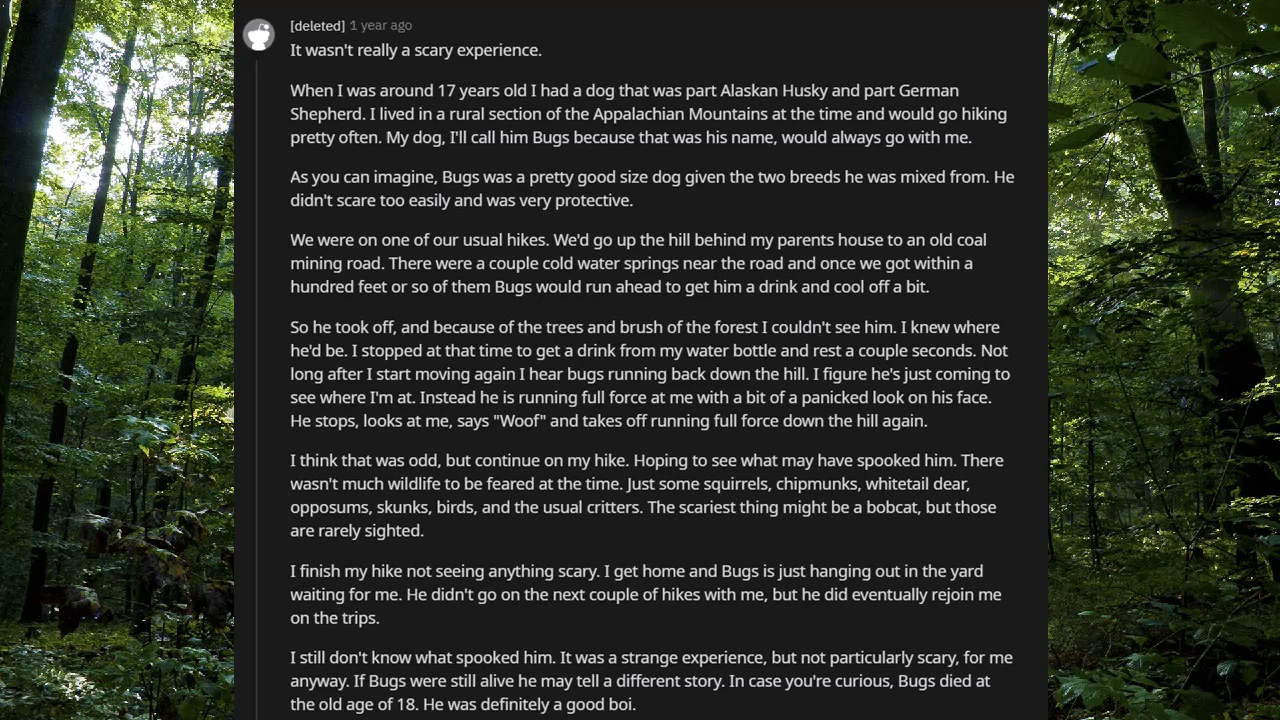 [deleted] 1 year ago
It wasn't really a scary experience.
When I was around 17 years old I had a dog that was part Alaskan Husky and part German
Shepherd. I lived in a rural section of the Appalachian Mountains at the time and would go hiking
pretty often. My dog, I'll call him Bugs because that was his name, would always go with me.
As you can imagine, Bugs was a pretty good size dog given the two breeds he was mixed from. He
didn't scare too easily and was very protective.
We were on one of our usual hikes. We'd go up the hill behind my parents house to an old coal
mining road. There were a couple cold water springs near the road and once we got within a
hundred feet or so of them Bugs would run ahead to get him a drink and cool off a bit.
So he took off, and because of the trees and brush of the forest I couldn't see him. I knew where
he'd be. I stopped at that time to get a drink from my water bottle and rest a couple seconds. Not
long after I start moving again I hear bugs running back down the hill. I figure he's just coming to
see where I'm at. Instead he is running full force at me with a bit of a panicked look on his face.
He stops, looks at me, says "Woof" and takes off running full force down the hill again.
I think that was odd, but continue on my hike. Hoping to see what may have spooked him. There
wasn't much wildlife to be feared at the time. Just some squirrels, chipmunks, whitetail dear,
opposums, skunks, birds, and the usual critters. The scariest thing might be a bobcat, but those
are rarely sighted.
I finish my hike not seeing anything scary. I get home and Bugs is just hanging out in the yard
waiting for me. He didn't go on the next couple of hikes with me, but he did eventually rejoin me
on the trips.
I still don't know what spooked him. It was a strange experience, but not particularly scary, for me
anyway. If Bugs were still alive he may tell a different story. In case you're curious, Bugs died at
the old age of 18. He was definitely a good boi.